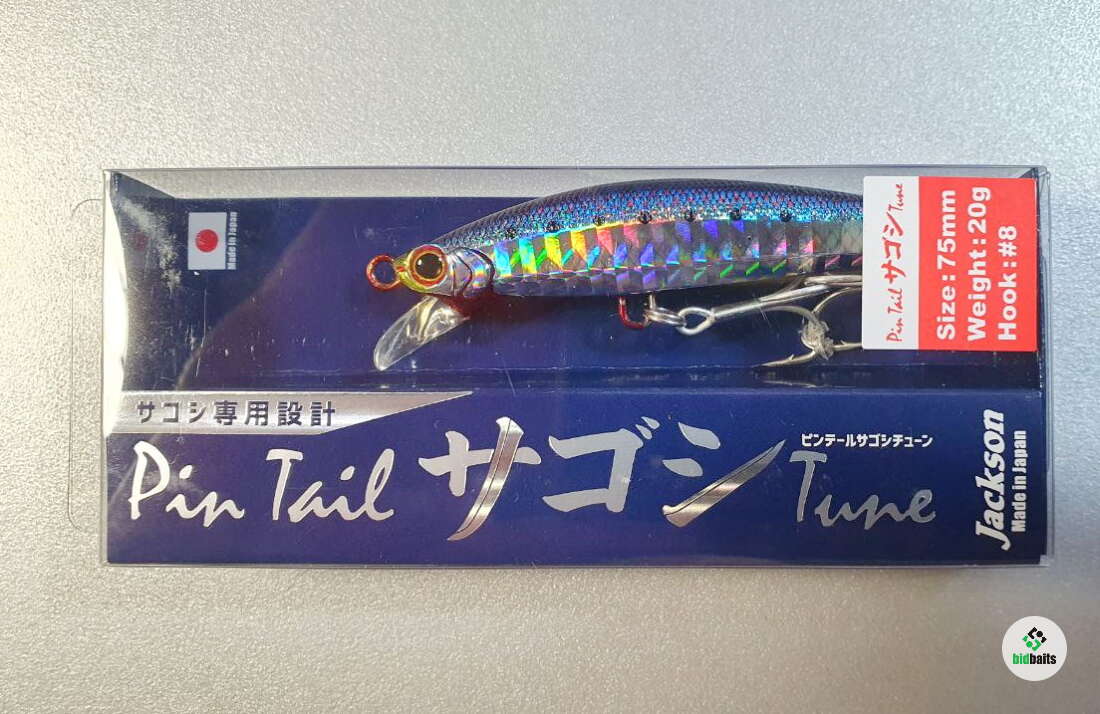 Made in Japan
Pin Tail サゴシ Tune
Size : 75mm
Weight : 20g
Hook : #8
サゴシ専用設計
Pin Tail サゴシ Tune
ピンテールサゴシチューン
Jackson
Made in Japan
bidbaits